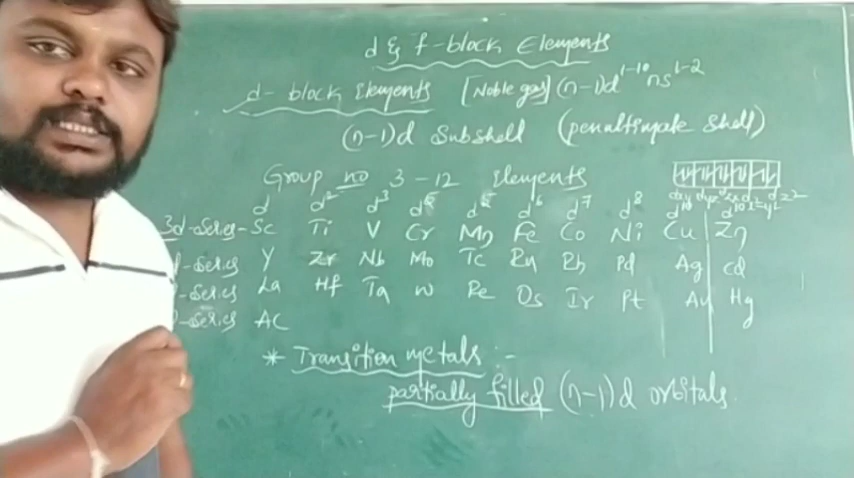 d & f-block Elements
d-block Elements [Noble gas] (n-1)d¹⁻¹⁰ ns¹⁻²
(n-1)d Subshell (penultimate shell)
Group no 3-12 Elements
d d² d³ d⁵ d⁶ d⁷ d⁸ d¹⁰ d¹⁰
3d-Series- Sc Ti V Cr Mn Fe Co Ni Cu Zn
-Series Y Zr Nb Mo Tc Ru Rh Pd Ag Cd
-Series La Hf Ta W Re Os Ir Pt Au Hg
-Series AC
* Transition metals :-
partially filled (n-1)d orbitals.